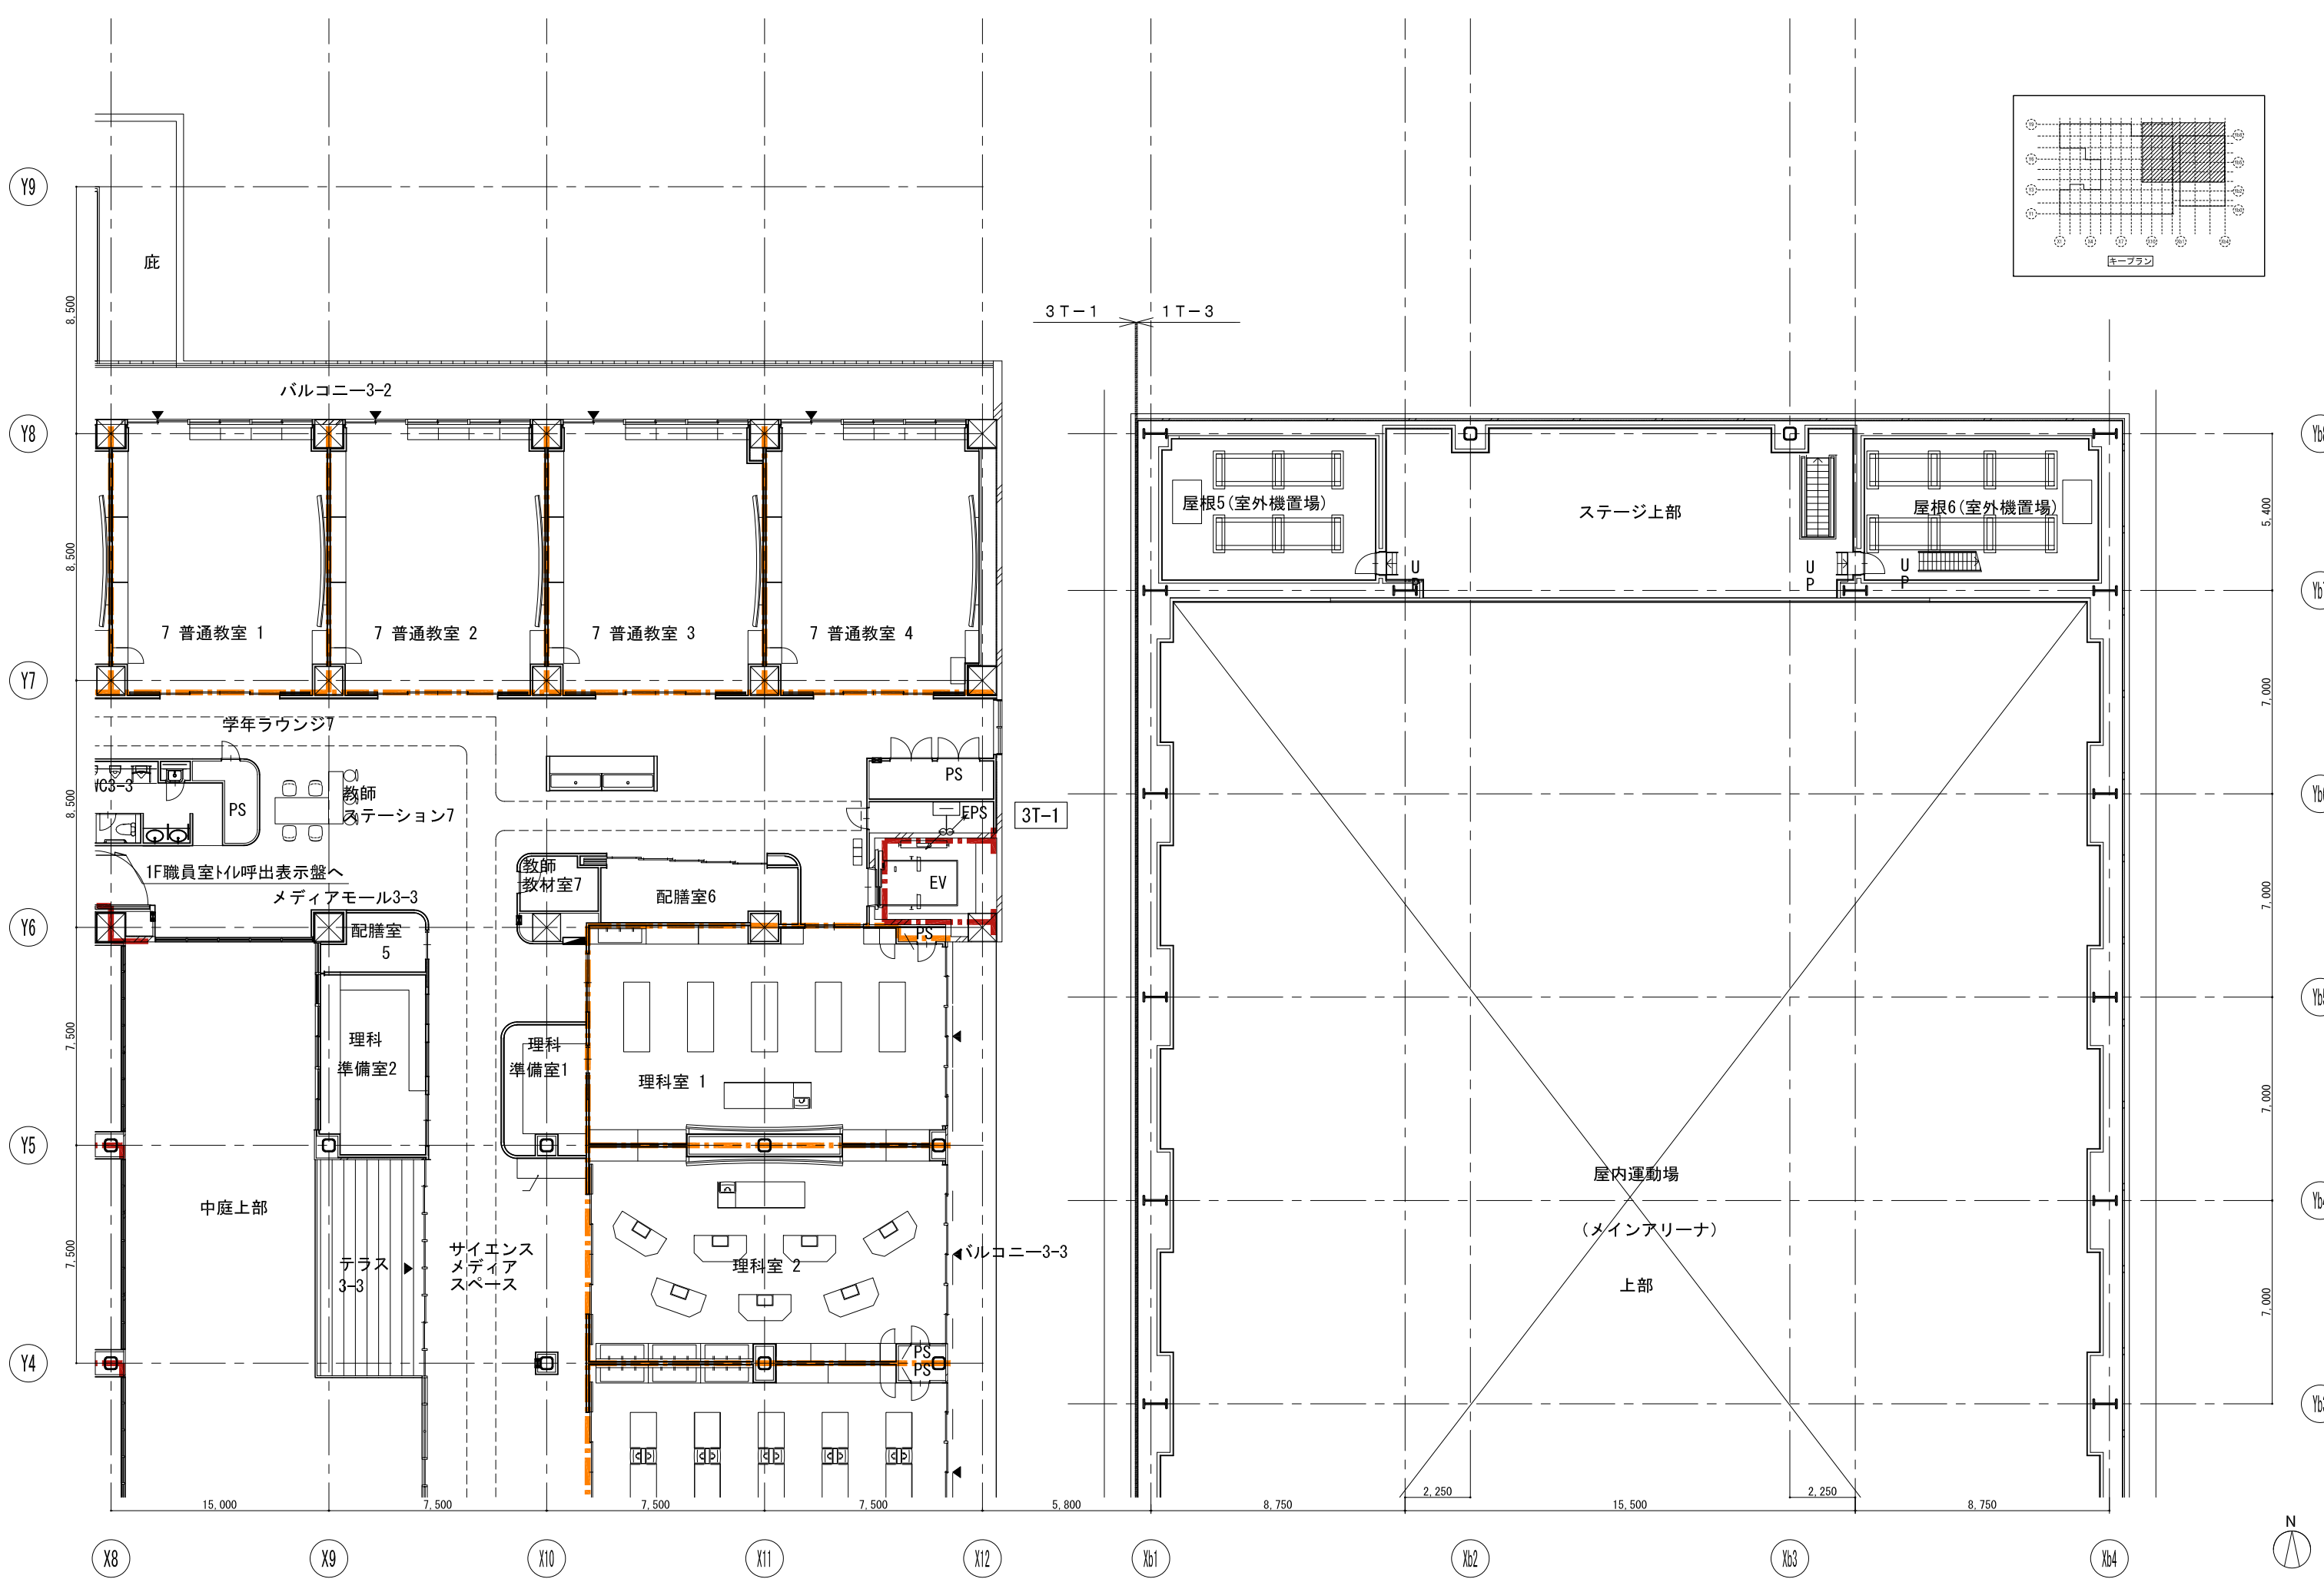 Y9
庇
8,500
3T-1
1T-3
キープラン
バルコニー3-2
Y8
8,500
7 普通教室 1
7 普通教室 2
7 普通教室 3
7 普通教室 4
屋根5(室外機置場)
ステージ上部
屋根6(室外機置場)
UP
UP
UP
5,400
Y7
学年ラウンジ7
7,000
PS
教師
ステーション7
PS
EPS
3T-1
8,500
1F職員室トイレ呼出表示盤へ
メディアモール3-3
教師
教材室7
配膳室6
EV
7,000
Y6
配膳室
5
PS
7,500
理科
準備室2
理科
準備室1
理科室 1
7,000
Y5
中庭上部
テラス
3-3
サイエンス
メディア
スペース
理科室 2
バルコニー3-3
屋内運動場
(メインアリーナ)
上部
7,500
7,000
Y4
PS
PS
15,000
7,500
7,500
7,500
5,800
8,750
2,250
15,500
2,250
8,750
X8
X9
X10
X11
X12
Xb1
Xb2
Xb3
Xb4
N